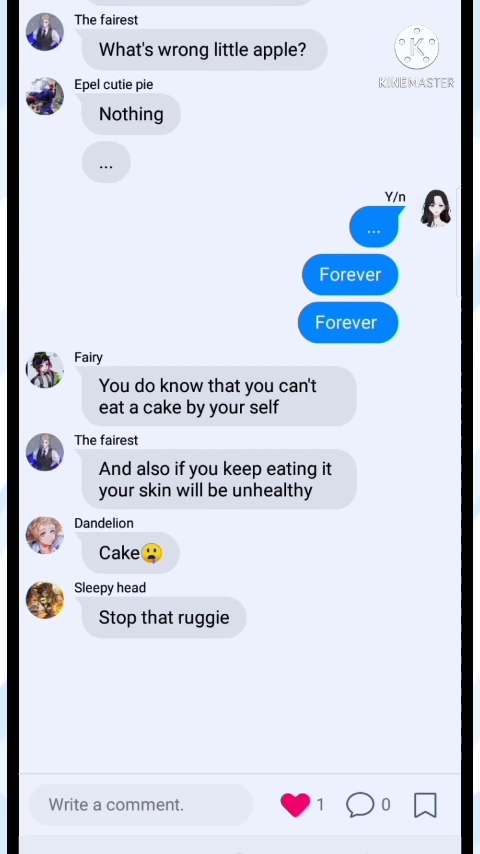 The fairest
What's wrong little apple?
KINEMASTER
Epel cutie pie
Nothing
...
Y/n
...
Forever
Forever
Fairy
You do know that you can't
eat a cake by your self
The fairest
And also if you keep eating it
your skin will be unhealthy
Dandelion
Cake🤤
Sleepy head
Stop that ruggie
Write a comment.
1
0